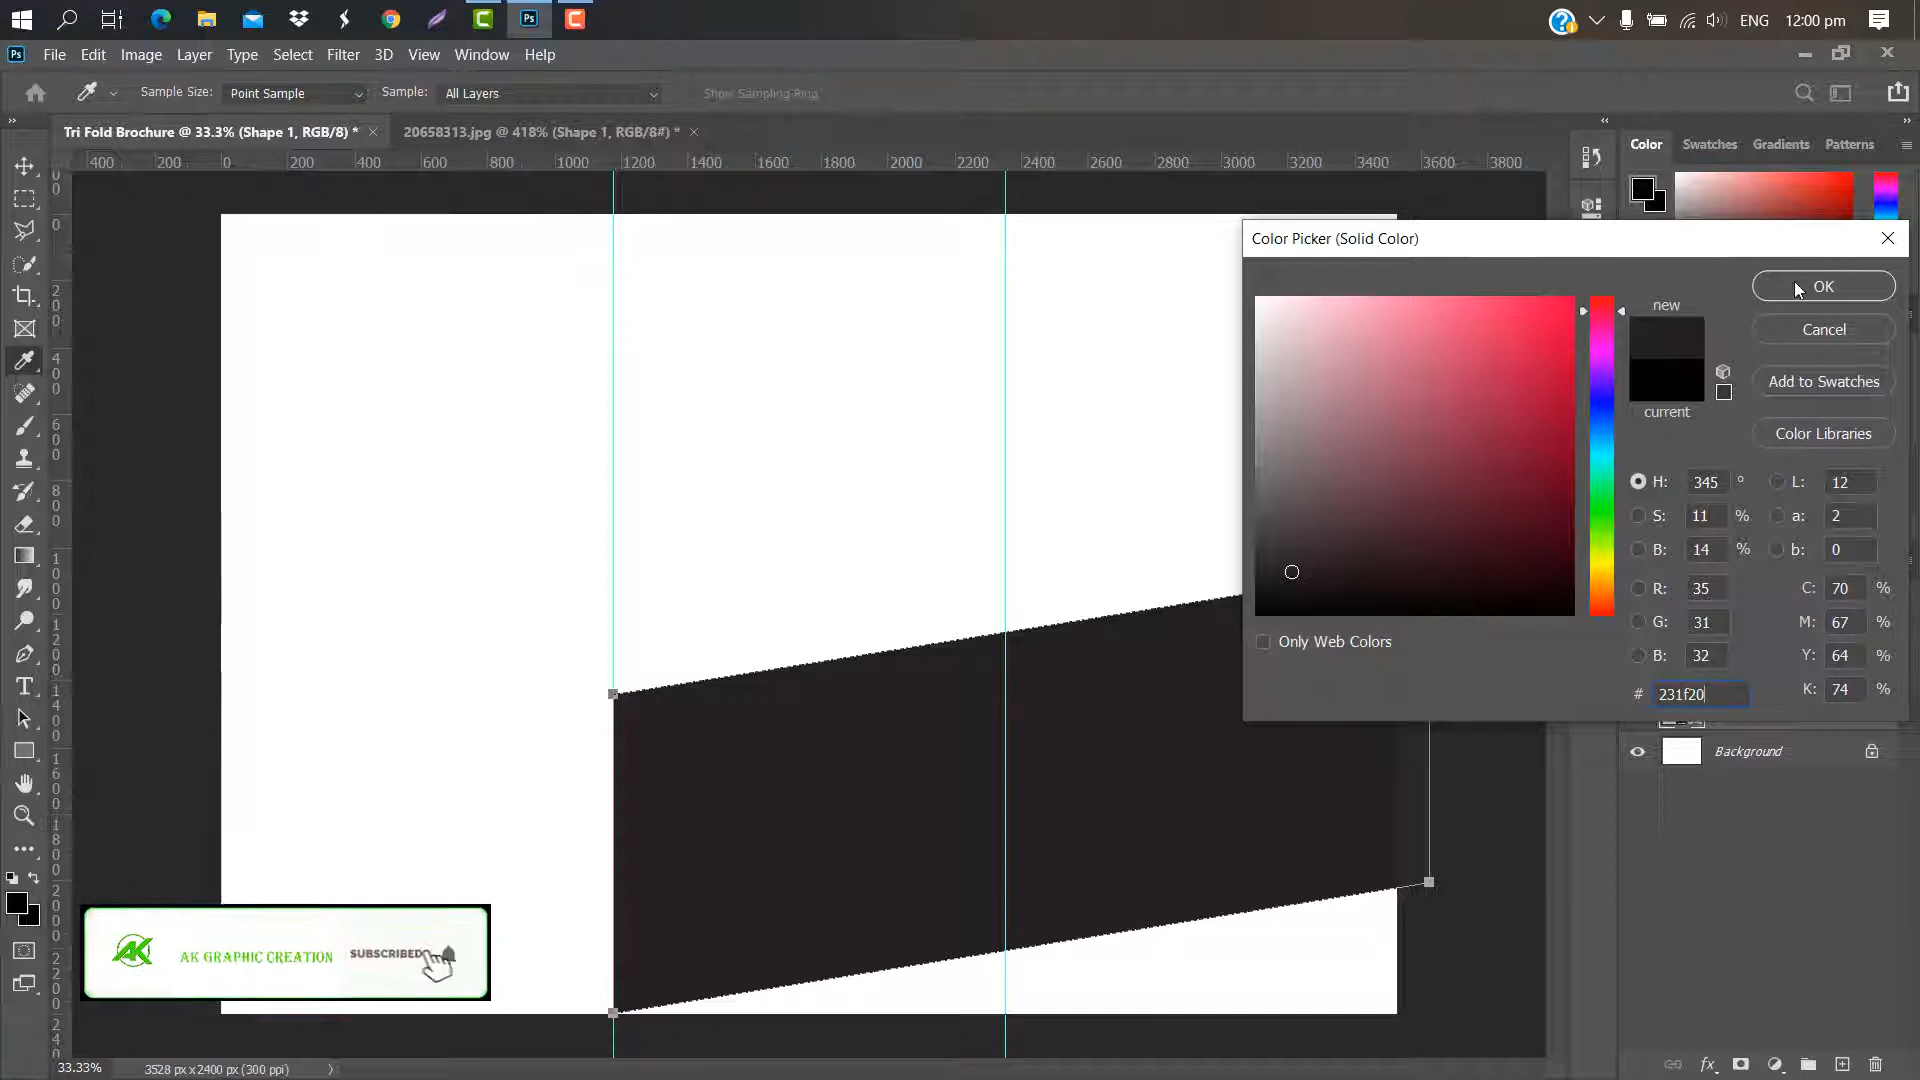 ENG 12:00 pm
Ps File Edit Image Layer Type Select Filter 3D View Window Help
Sample Size: Point Sample Sample: All Layers Show Sampling Ring
Tri Fold Brochure @ 33.3% (Shape 1, RGB/8) * × 20658313.jpg @ 418% (Shape 1, RGB/8#) * ×
Color Swatches Gradients Patterns
400 200 0 200 400 600 800 1000 1200 1400 1600 1800 2000 2200 2400 2600 2800 3000 3200 3400 3600 3800
Color Picker (Solid Color)
new
OK
Cancel
Add to Swatches
current
Color Libraries
H: 345 ° L: 12
S: 11 % a: 2
B: 14 % b: 0
R: 35 C: 70 %
G: 31 M: 67 %
Only Web Colors
B: 32 Y: 64 %
# 231f20 K: 74 %
Background
AK AK GRAPHIC CREATION SUBSCRIBED
33.33% 3528 px x 2400 px (300 ppi)
fx